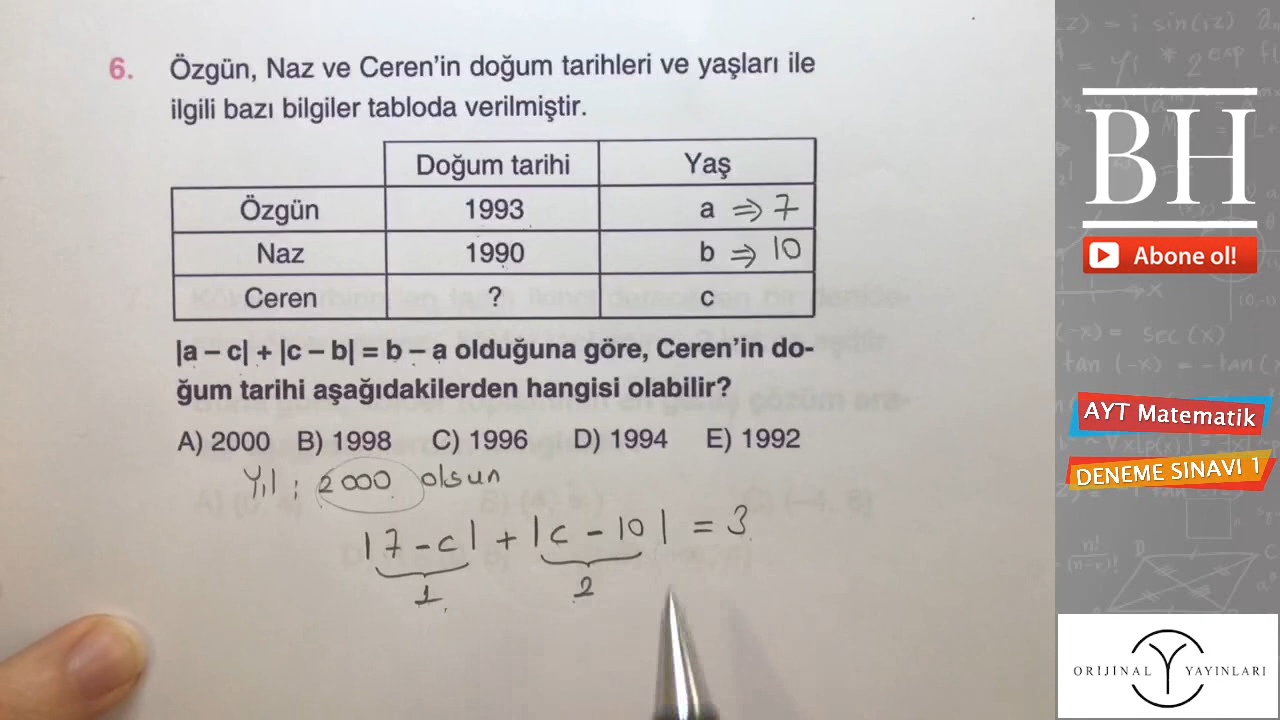 6. Özgün, Naz ve Ceren'in doğum tarihleri ve yaşları ile
ilgili bazı bilgiler tabloda verilmiştir.
Doğum tarihi Yaş
Özgün 1993 a ⇒ 7
Naz 1990 b ⇒ 10
Ceren ? c
|a – c| + |c – b| = b – a olduğuna göre, Ceren'in do-
ğum tarihi aşağıdakilerden hangisi olabilir?
A) 2000 B) 1998 C) 1996 D) 1994 E) 1992
Yıl ; 2000 olsun
|7 – c| + |c – 10| = 3
1 2
BH
Abone ol!
AYT Matematik
DENEME SINAVI 1
ORİJİNAL Y YAYINLARI